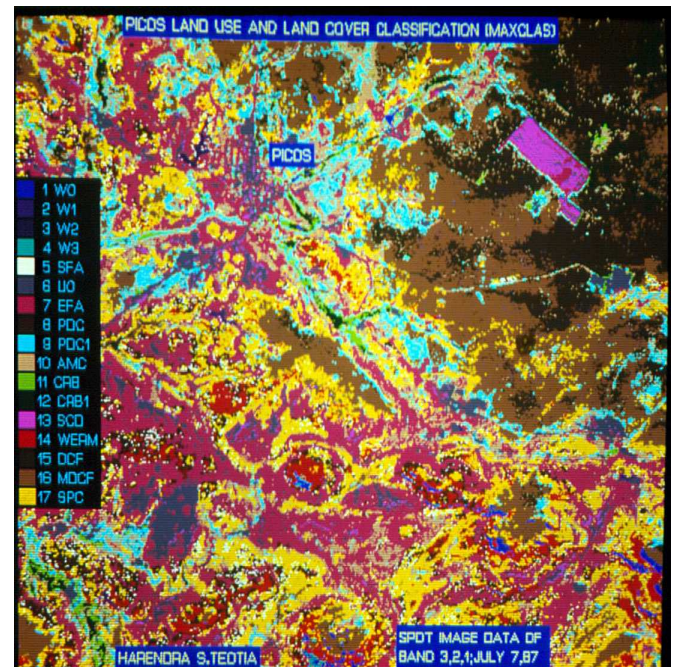 PICOS LAND USE AND LAND COVER CLASSIFICATION (MAXCLAS)
PICOS
1 WO
2 W1
3 W2
4 W3
5 SFA
6 UO
7 EFA
8 PDC
9 PDC1
10 AMC
11 CRB
12 CRB1
13 SCD
14 WERM
15 DCF
16 MDCF
17 SPC
HARENDRA S.TEOTIA
SPOT IMAGE DATA OF
BAND 3,2,1;JULY 7,87